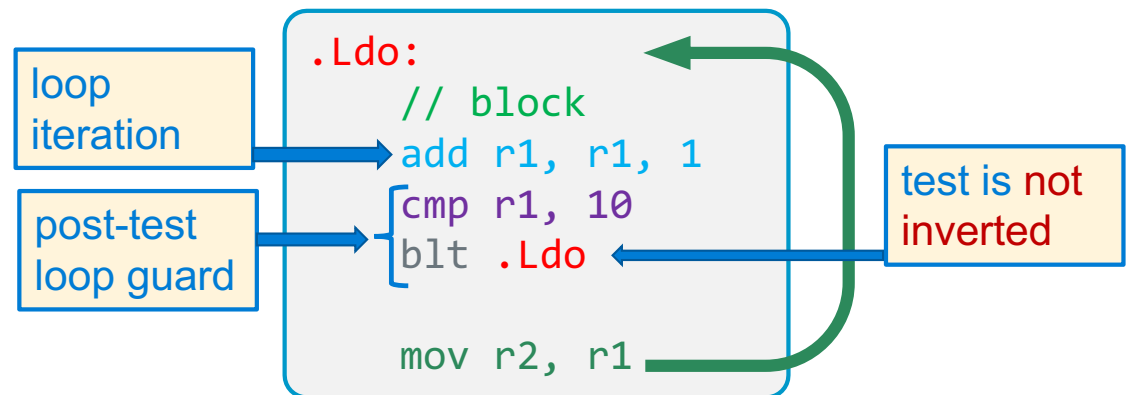 loop
iteration
post-test
loop guard
.Ldo:
// block
add r1, r1, 1
cmp r1, 10
blt .Ldo
mov r2, r1
test is not
inverted